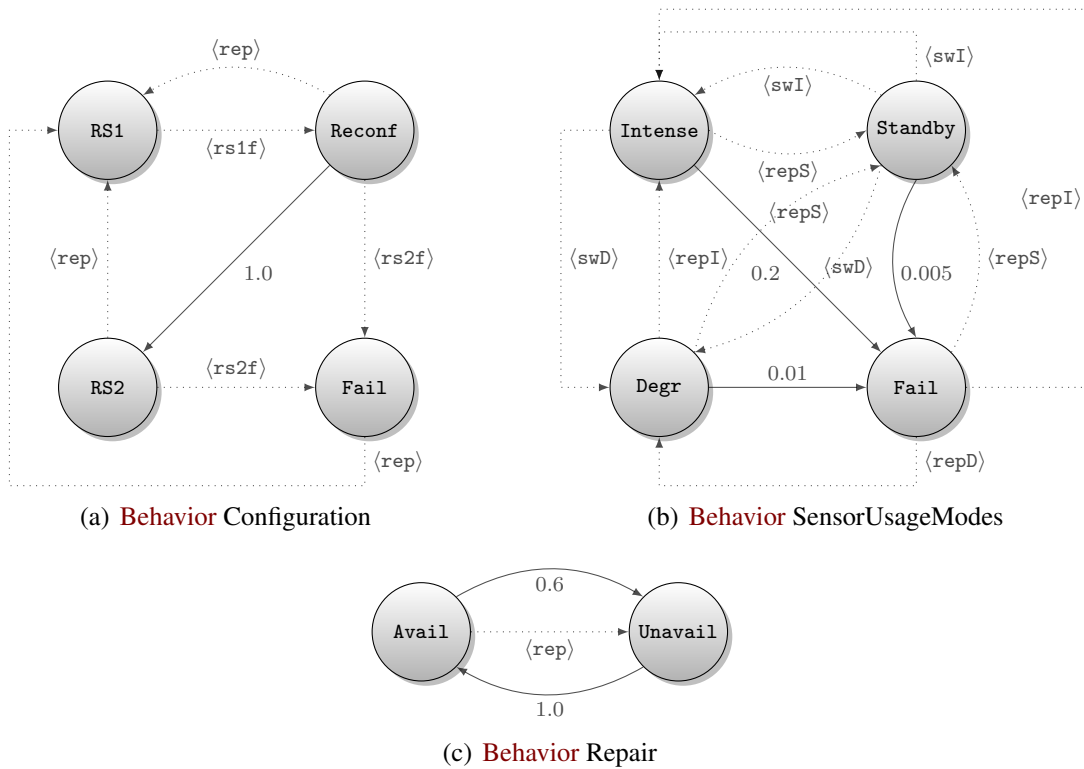 ⟨rep⟩
⟨swI⟩
⟨swI⟩
RS1
Reconf
Intense
Standby
⟨rs1f⟩
⟨repS⟩
⟨repI⟩
⟨repS⟩
⟨rep⟩
1.0
⟨rs2f⟩
⟨swD⟩
⟨repI⟩
0.2
⟨swD⟩
0.005
⟨repS⟩
RS2
⟨rs2f⟩
Fail
Degr
0.01
Fail
⟨rep⟩
⟨repD⟩
(a) Behavior Configuration
(b) Behavior SensorUsageModes
0.6
Avail
⟨rep⟩
Unavail
1.0
(c) Behavior Repair